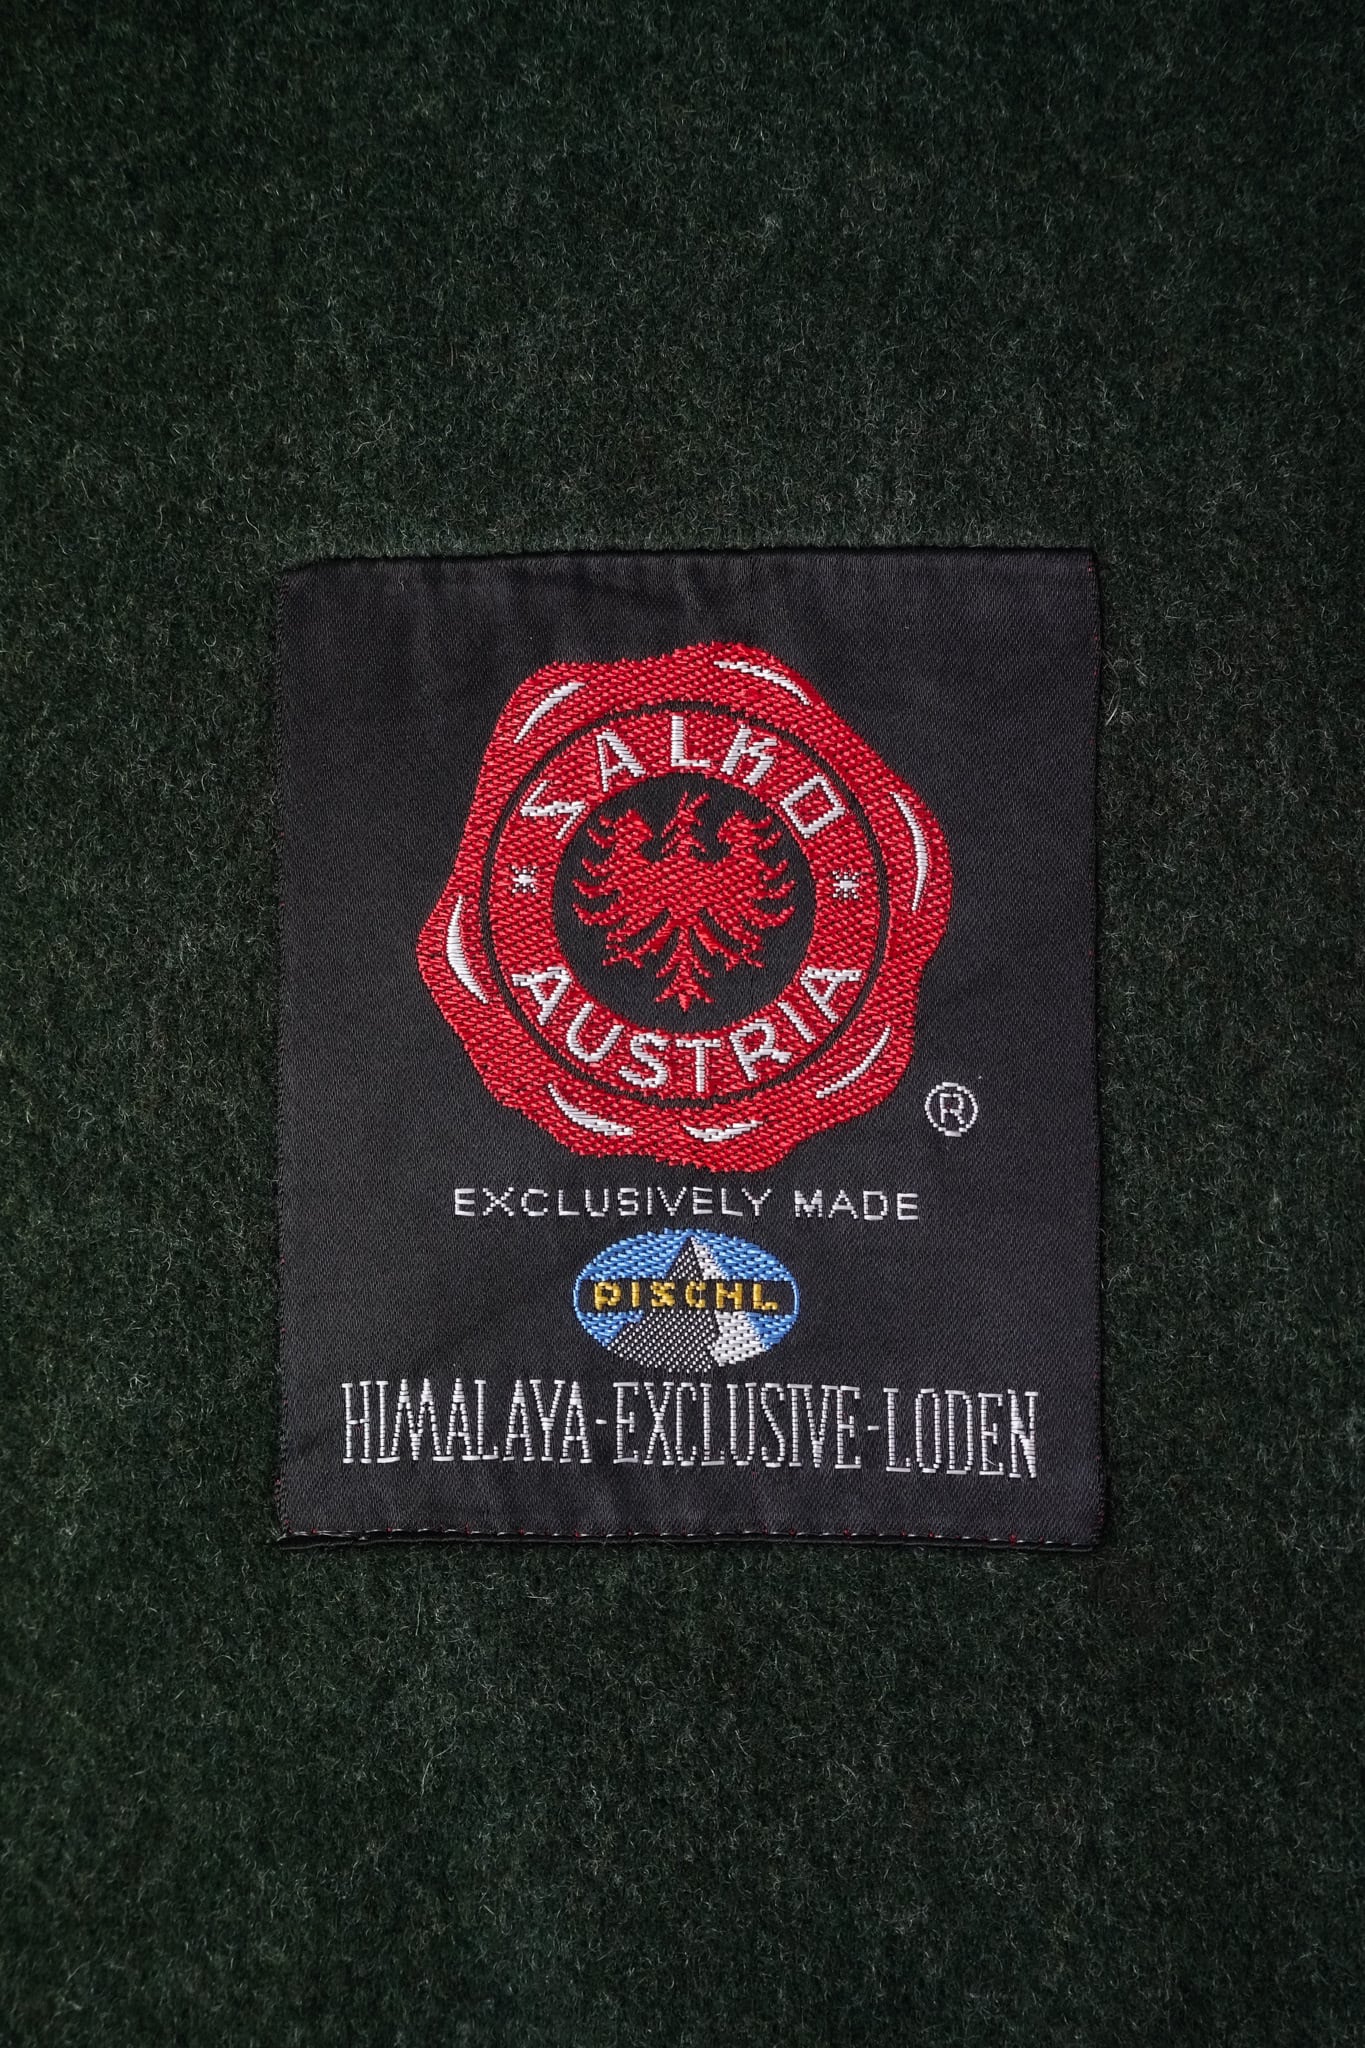 SALKO
AUSTRIA
®
EXCLUSIVELY MADE
PISCHL
HIMALAYA-EXCLUSIVE-LODEN